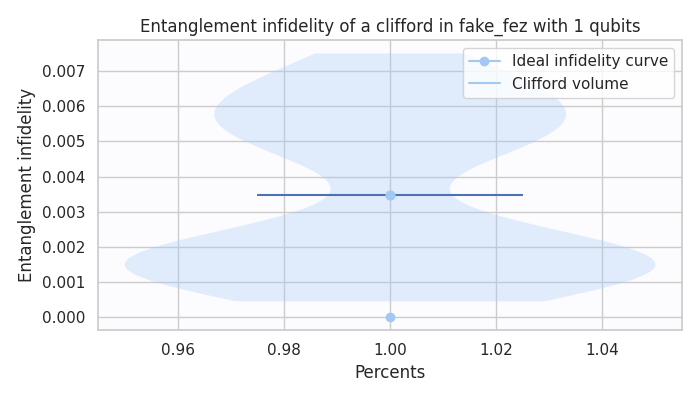 Entanglement infidelity of a clifford in fake_fez with 1 qubits
Ideal infidelity curve
Clifford volume
Entanglement infidelity
0.007
0.006
0.005
0.004
0.003
0.002
0.001
0.000
0.96 0.98 1.00 1.02 1.04
Percents